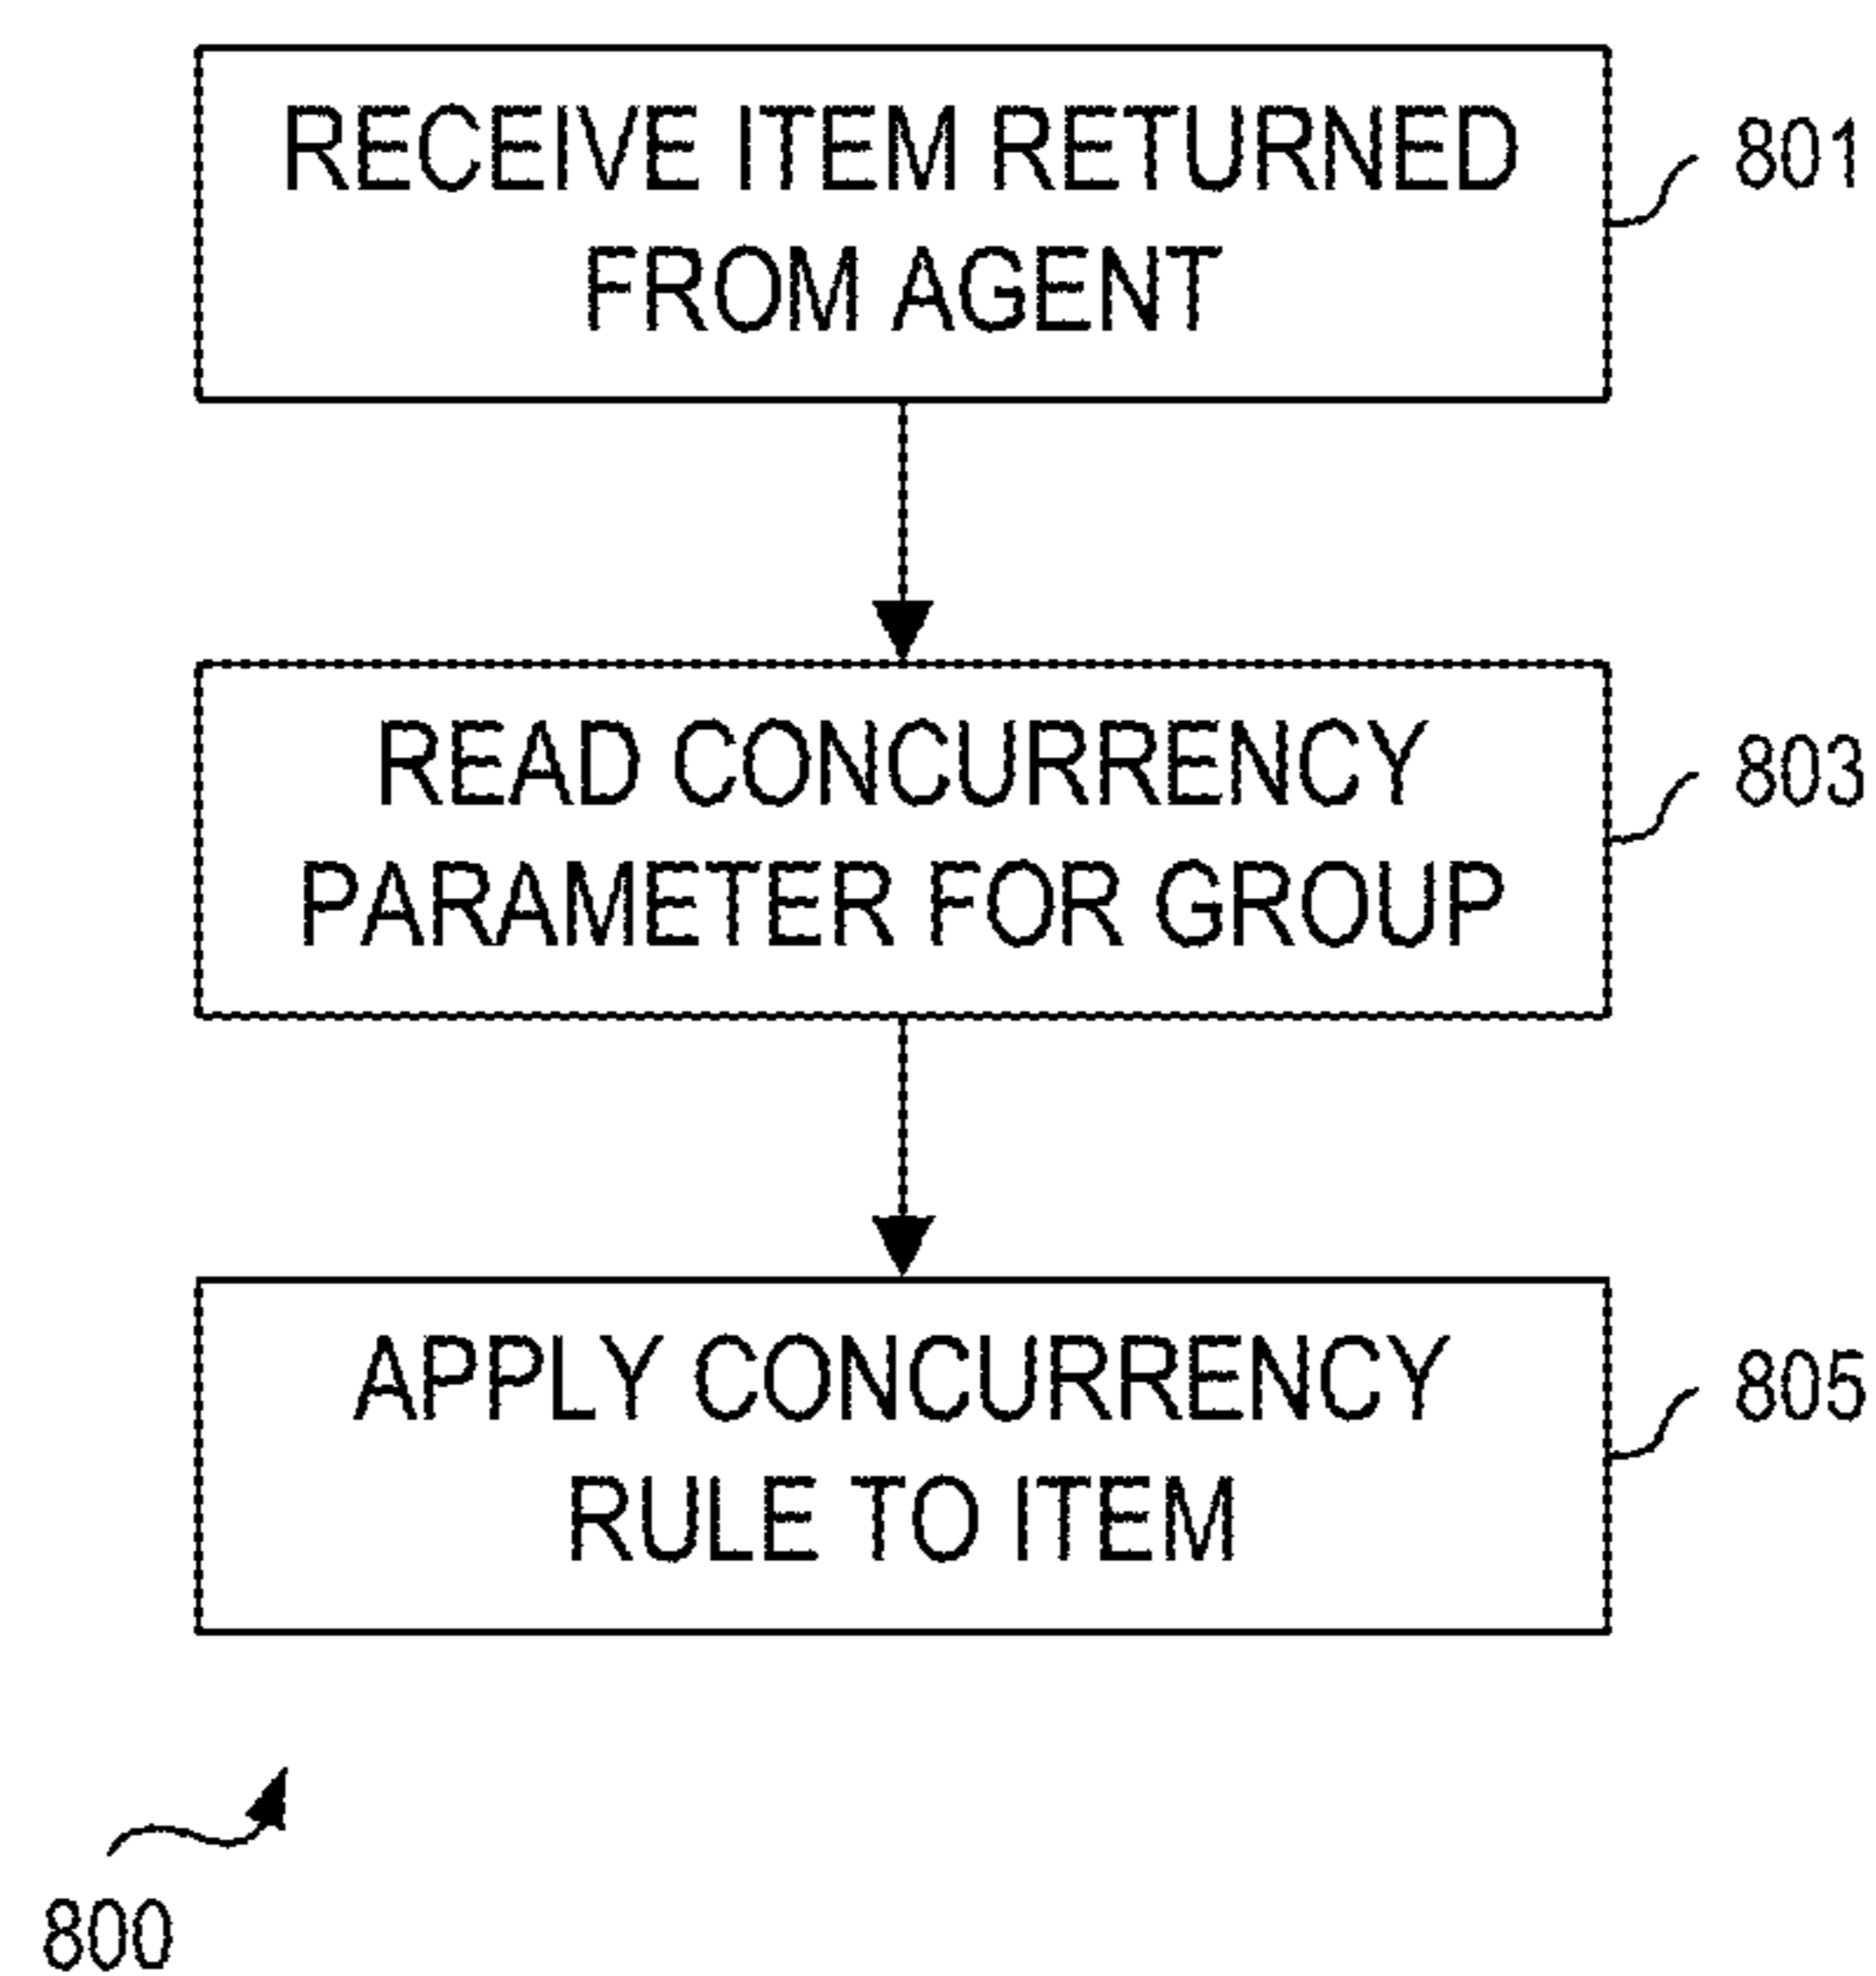 RECEIVE ITEM RETURNED
FROM AGENT
801
READ CONCURRENCY
PARAMETER FOR GROUP
803
APPLY CONCURRENCY
RULE TO ITEM
805
800